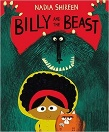 NADIA SHIREEN
BILLY AND THE BEAST